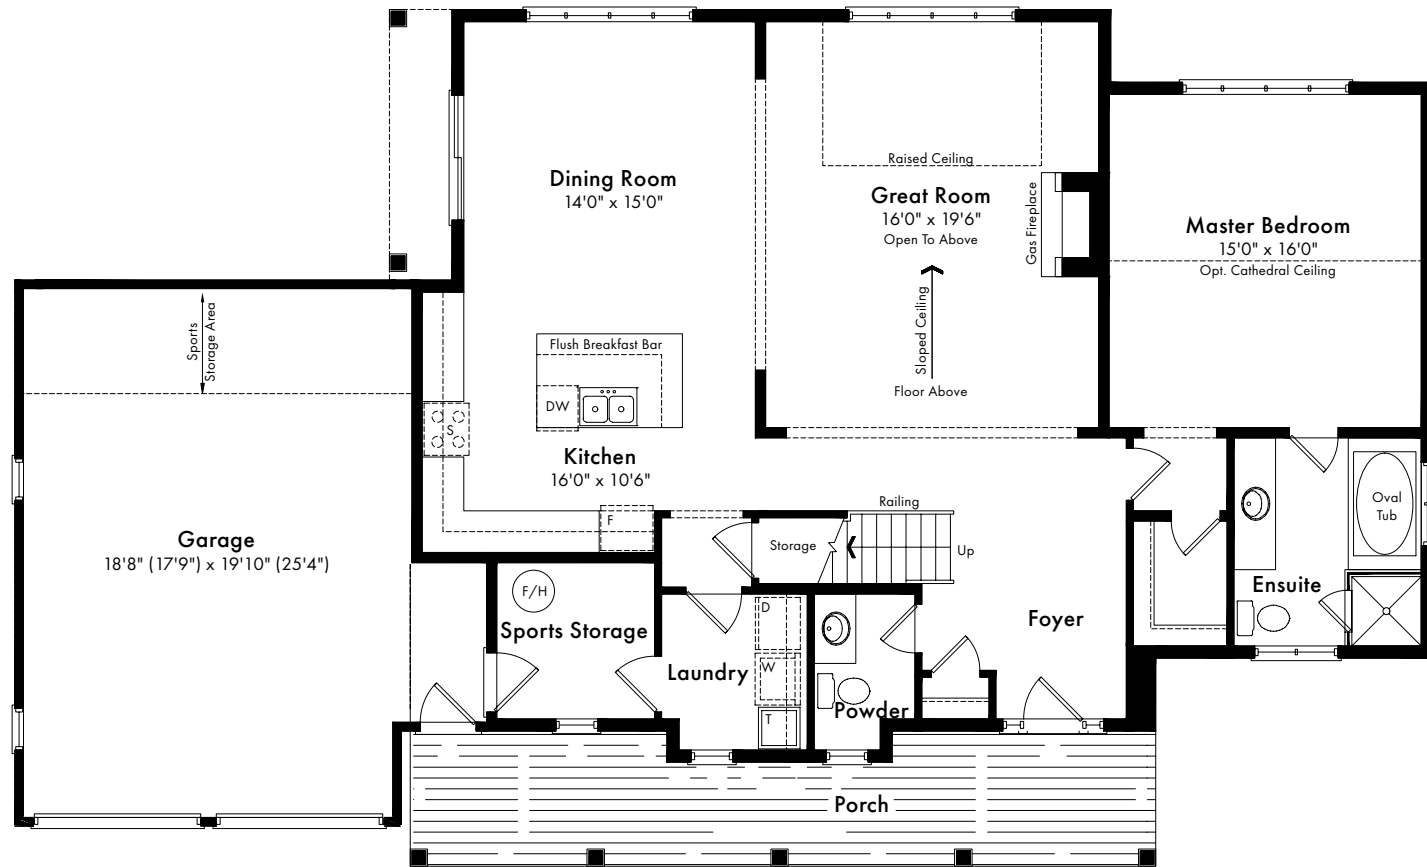 Dining Room
14'0" x 15'0"
Raised Ceiling
Great Room
16'0" x 19'6"
Open To Above
Gas Fireplace
Sloped Ceiling
Floor Above
Master Bedroom
15'0" x 16'0"
Opt. Cathedral Ceiling
Sports
Storage Area
Flush Breakfast Bar
DW
S
Kitchen
16'0" x 10'6"
F
Garage
18'8" (17'9") x 19'10" (25'4")
Railing
Storage
Up
Oval
Tub
Ensuite
F/H
Sports Storage
D
W
T
Laundry
Powder
Foyer
Porch